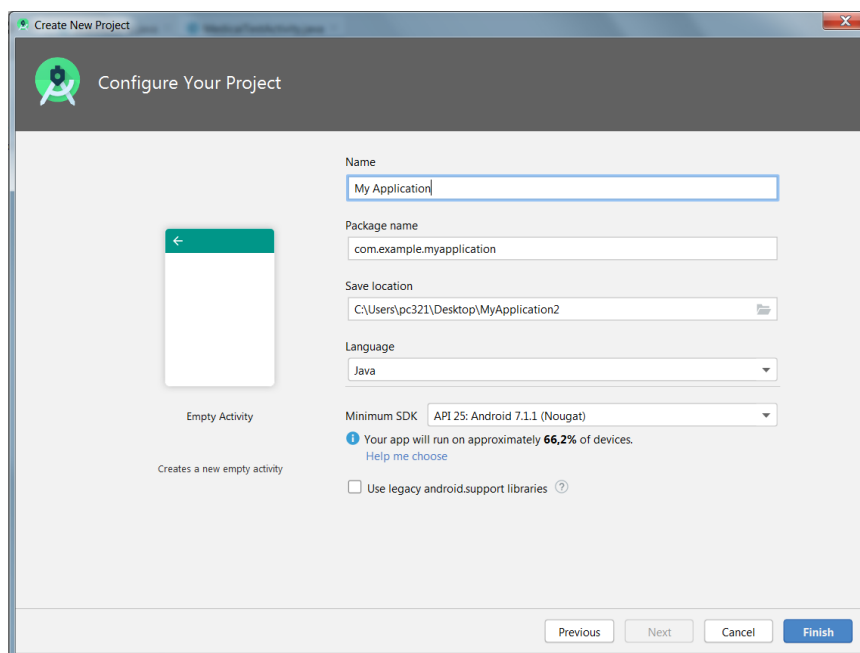 Create New Project
Configure Your Project
Name
My Application
Package name
com.example.myapplication
Save location
C:\Users\pc321\Desktop\MyApplication2
Language
Java
Empty Activity
Minimum SDK API 25: Android 7.1.1 (Nougat)
Your app will run on approximately 66,2% of devices.
Help me choose
Creates a new empty activity
Use legacy android.support libraries ?
Previous Next Cancel Finish